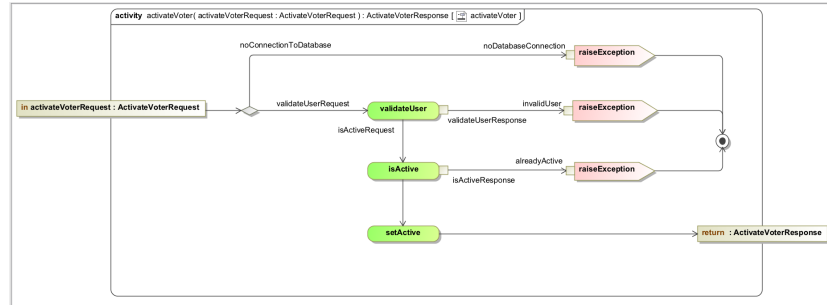 activity activateVoter( activateVoterRequest : ActivateVoterRequest ) : ActivateVoterResponse [ activateVoter ]
noConnectionToDatabase
noDatabaseConnection
raiseException
in activateVoterRequest : ActivateVoterRequest
validateUserRequest
validateUser
invalidUser
raiseException
validateUserResponse
isActiveRequest
isActive
alreadyActive
raiseException
isActiveResponse
setActive
return : ActivateVoterResponse